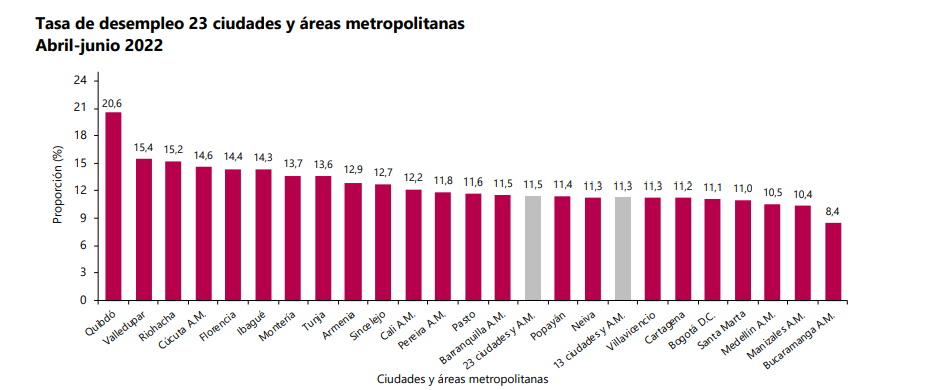 Tasa de desempleo 23 ciudades y áreas metropolitanas
Abril-junio 2022
Proporción (%)
24
21
18
15
12
9
6
3
0
20,6
15,4
15,2
14,6
14,4
14,3
13,7
13,6
12,9
12,7
12,2
11,8
11,6
11,5
11,5
11,4
11,3
11,3
11,3
11,2
11,1
11,0
10,5
10,4
8,4
Quibdó
Valledupar
Riohacha
Cúcuta A.M.
Florencia
Ibagué
Montería
Tunja
Armenia
Sincelejo
Cali A.M.
Pereira A.M.
Pasto
Barranquilla A.M.
23 ciudades y A.M.
Popayán
Neiva
13 ciudades y A.M.
Villavicencio
Cartagena
Bogotá D.C.
Santa Marta
Medellín A.M.
Manizales A.M.
Bucaramanga A.M.
Ciudades y áreas metropolitanas